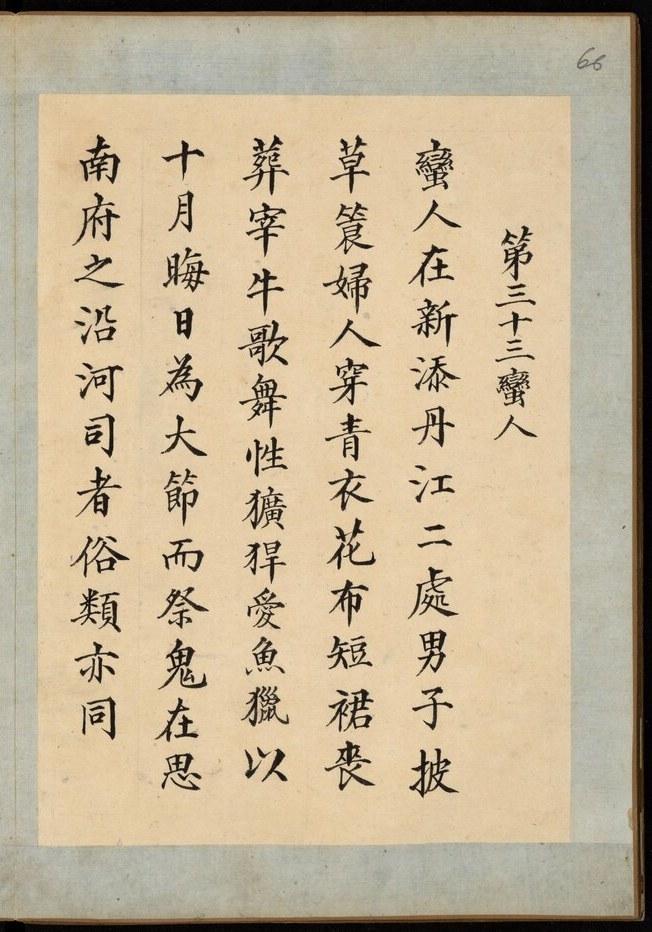 66
第三十三蠻人
蠻人在新添丹江二處男子披
草簑婦人穿青衣花布短裙喪
葬宰牛歌舞性獷猂愛魚獵以
十月晦日為大節而祭鬼在思
南府之沿河司者俗類亦同